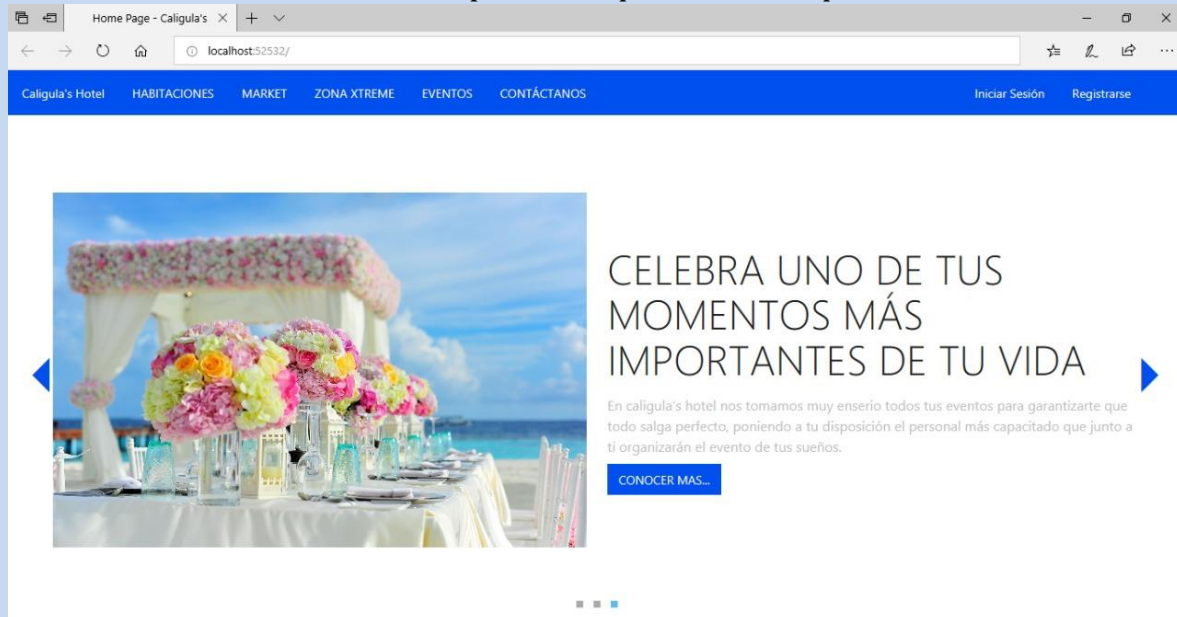 Home Page - Caligula's
localhost:52532/
Caligula's Hotel HABITACIONES MARKET ZONA XTREME EVENTOS CONTÁCTANOS Iniciar Sesión Registrarse
CELEBRA UNO DE TUS
MOMENTOS MÁS
IMPORTANTES DE TU VIDA
En caligula's hotel nos tomamos muy enserio todos tus eventos para garantizarte que
todo salga perfecto, poniendo a tu disposición el personal más capacitado que junto a
ti organizarán el evento de tus sueños.
CONOCER MAS...